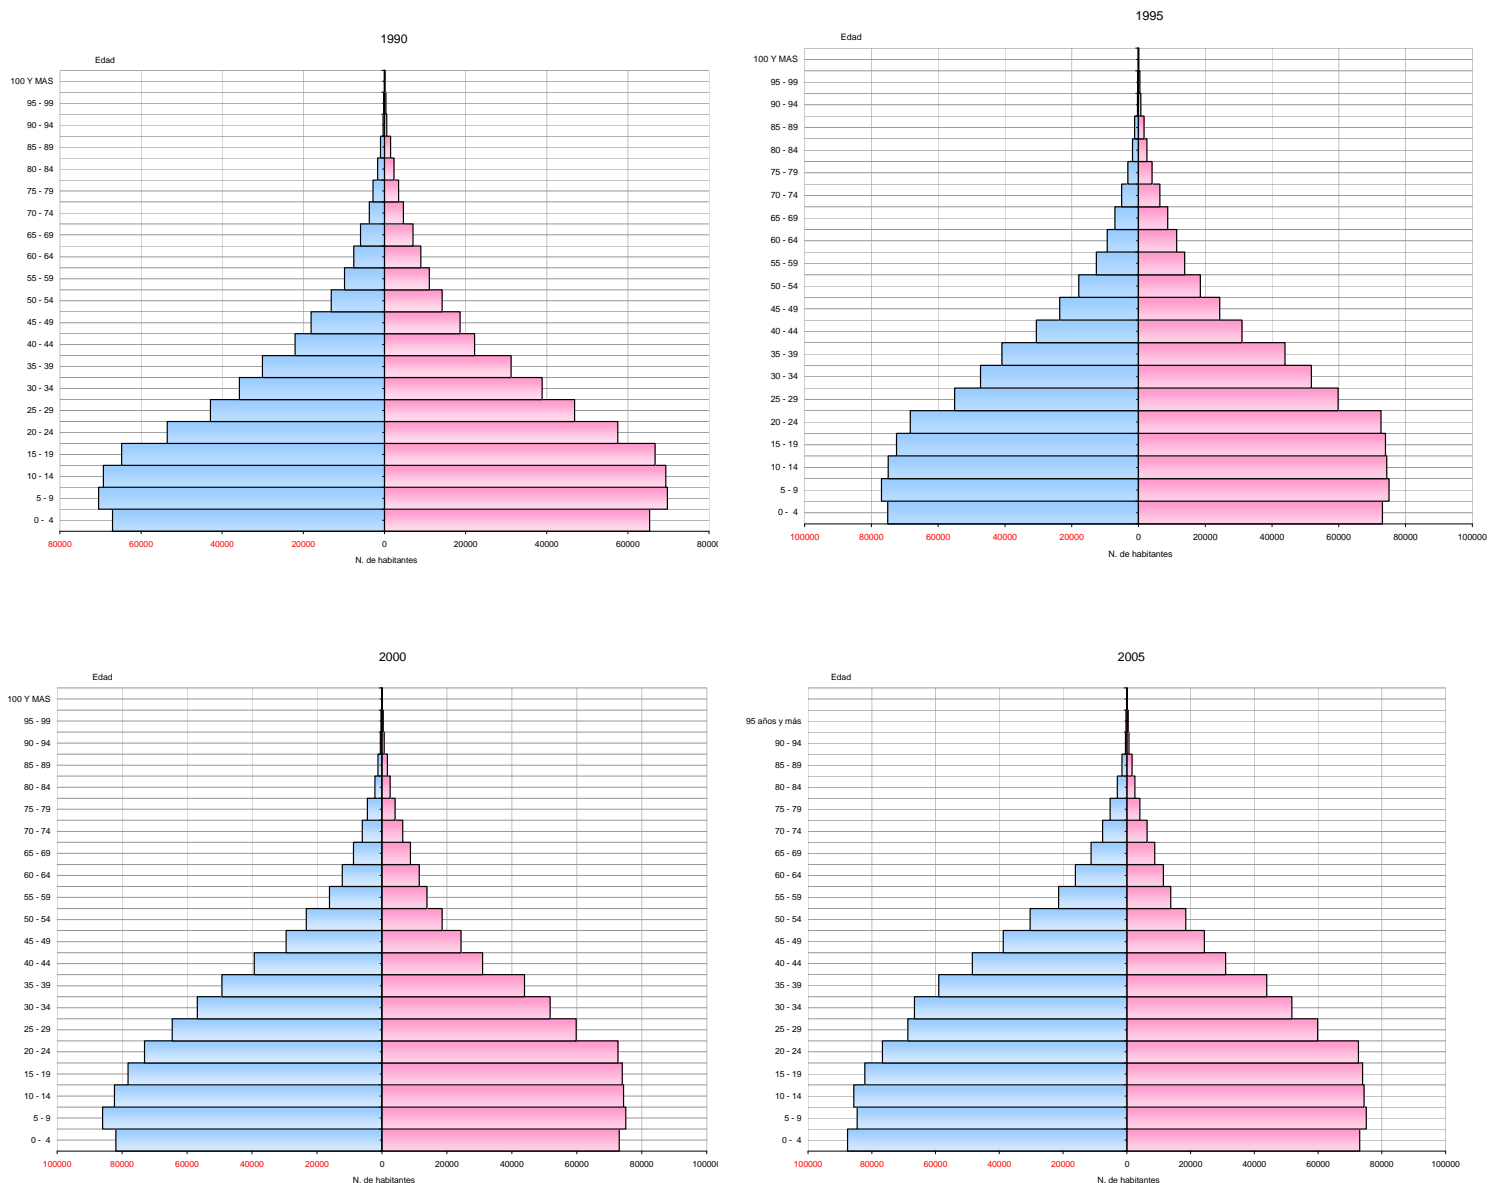 1990
Edad
100 Y MAS
95 - 99
90 - 94
85 - 89
80 - 84
75 - 79
70 - 74
65 - 69
60 - 64
55 - 59
50 - 54
45 - 49
40 - 44
35 - 39
30 - 34
25 - 29
20 - 24
15 - 19
10 - 14
5 - 9
0 - 4
80000 60000 40000 20000 0 20000 40000 60000 80000
N. de habitantes
1995
Edad
100 Y MAS
95 - 99
90 - 94
85 - 89
80 - 84
75 - 79
70 - 74
65 - 69
60 - 64
55 - 59
50 - 54
45 - 49
40 - 44
35 - 39
30 - 34
25 - 29
20 - 24
15 - 19
10 - 14
5 - 9
0 - 4
100000 80000 60000 40000 20000 0 20000 40000 60000 80000 100000
N. de habitantes
2000
Edad
100 Y MAS
95 - 99
90 - 94
85 - 89
80 - 84
75 - 79
70 - 74
65 - 69
60 - 64
55 - 59
50 - 54
45 - 49
40 - 44
35 - 39
30 - 34
25 - 29
20 - 24
15 - 19
10 - 14
5 - 9
0 - 4
100000 80000 60000 40000 20000 0 20000 40000 60000 80000 100000
N. de habitantes
2005
Edad
95 años y más
90 - 94
85 - 89
80 - 84
75 - 79
70 - 74
65 - 69
60 - 64
55 - 59
50 - 54
45 - 49
40 - 44
35 - 39
30 - 34
25 - 29
20 - 24
15 - 19
10 - 14
5 - 9
0 - 4
100000 80000 60000 40000 20000 0 20000 40000 60000 80000 100000
N. de habitantes